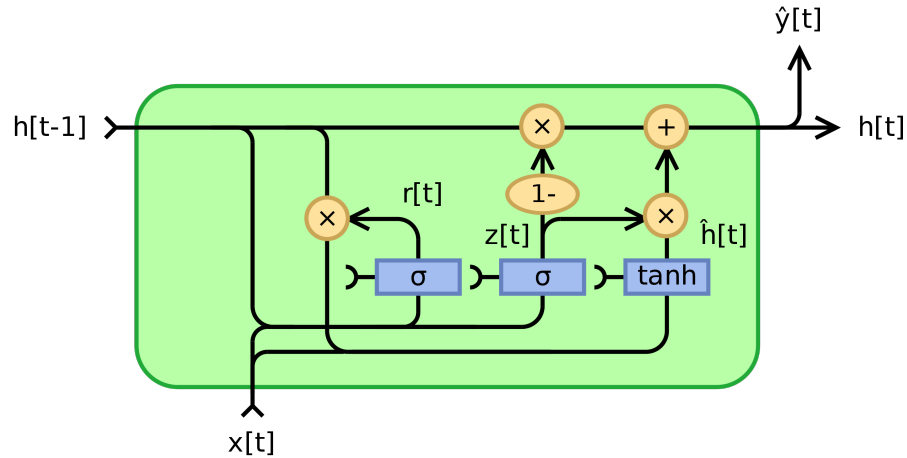 ŷ[t]
h[t-1]
×
+
h[t]
1-
r[t]
×
×
z[t]
ĥ[t]
σ
σ
tanh
x[t]